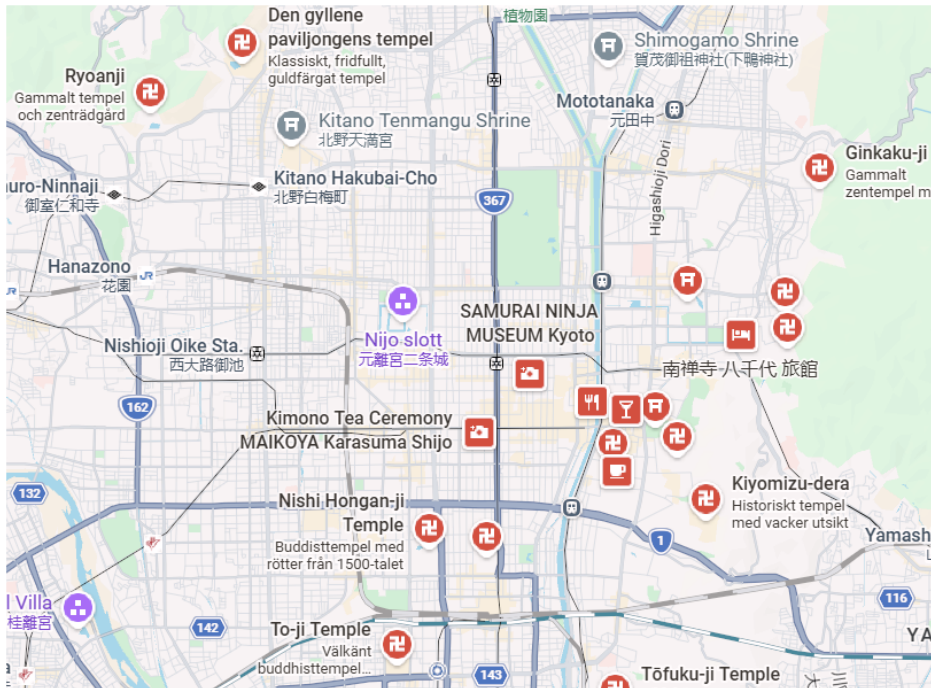 Den gyllene
paviljongens tempel
Klassiskt, fridfullt,
guldfärgat tempel
植物園
Shimogamo Shrine
賀茂御祖神社(下鴨神社)
Ryoanji
Gammalt tempel
och zenträdgård
Mototanaka
元田中
Kitano Tenmangu Shrine
北野天満宮
Higashioji Dori
Ginkaku-ji
Gammalt
zentempel m
Kitano Hakubai-Cho
北野白梅町
uro-Ninnaji
御室仁和寺
367
Hanazono
花園
JR
SAMURAI NINJA
MUSEUM Kyoto
Nijo slott
元離宮二条城
Nishioji Oike Sta.
西大路御池
南禅寺 八千代 旅館
162
Kimono Tea Ceremony
MAIKOYA Karasuma Shijo
132
Nishi Hongan-ji
Temple
Buddisttempel med
rötter från 1500-talet
Kiyomizu-dera
Historiskt tempel
med vacker utsikt
1
Yamash
l Villa
桂離宮
116
142
To-ji Temple
Välkänt
buddhisttempel...
YA
143
Tōfuku-ji Temple
川
大